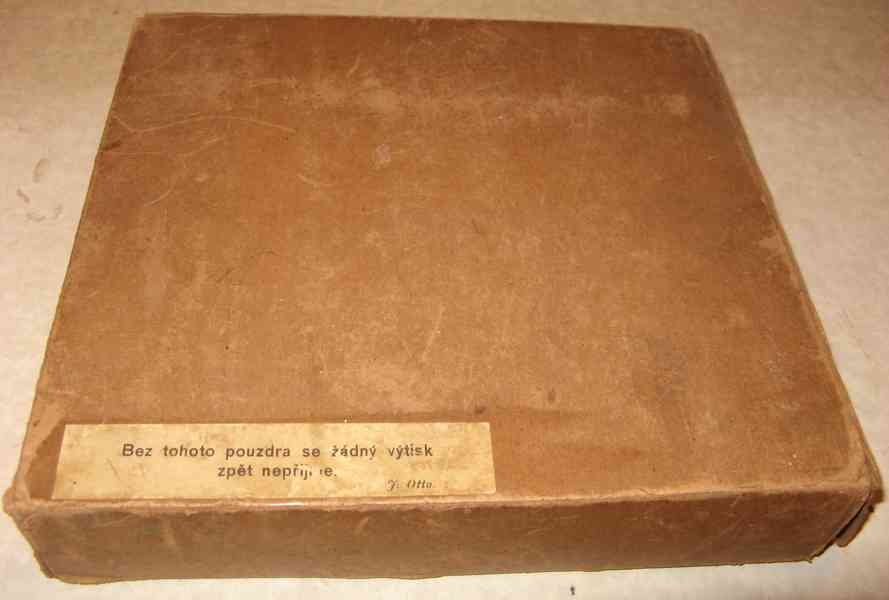 Bez tohoto pouzdra se žádný výtisk
zpět
J. Otto.